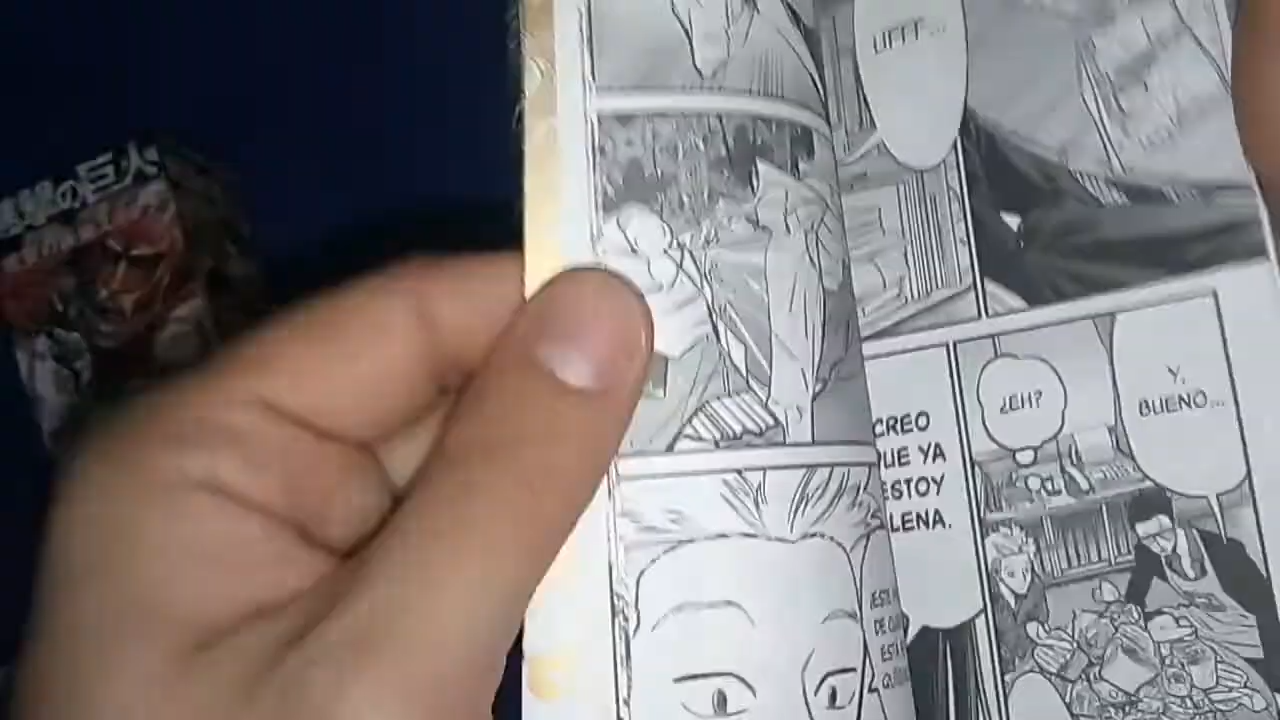 進撃の巨人
UFFF...
¿EH?
Y,
BUENO...
CREO
UE YA
ESTOY
LENA.